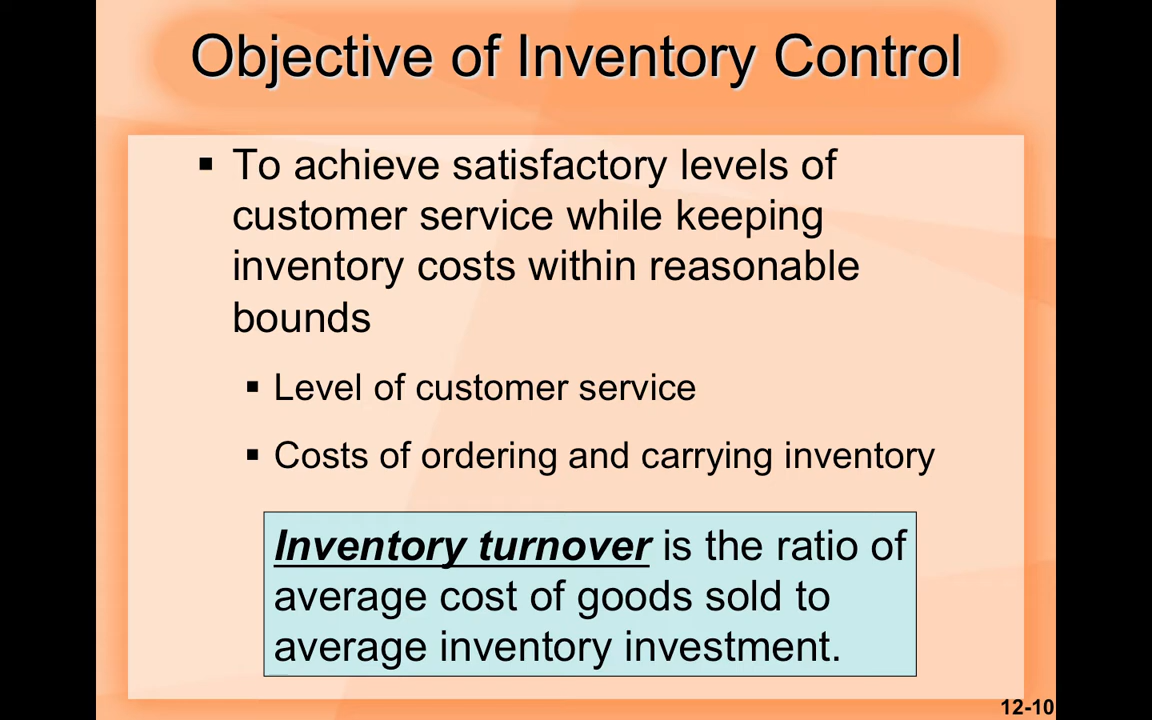 Objective of Inventory Control
▪ To achieve satisfactory levels of
customer service while keeping
inventory costs within reasonable
bounds
▪ Level of customer service
▪ Costs of ordering and carrying inventory
Inventory turnover is the ratio of
average cost of goods sold to
average inventory investment.
12-10